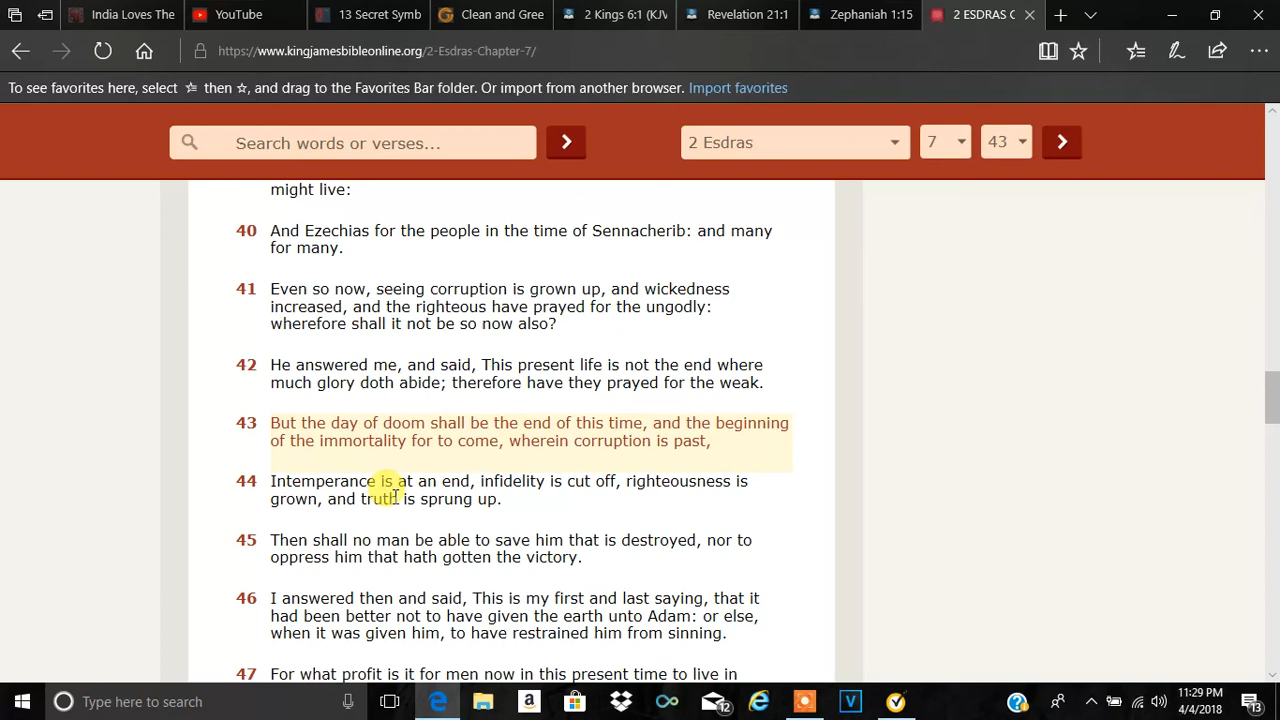 India Loves The
YouTube
13 Secret Symb
Clean and Gree
2 Kings 6:1 (KJV
Revelation 21:1
Zephaniah 1:15
2 ESDRAS C
https://www.kingjamesbibleonline.org/2-Esdras-Chapter-7/
To see favorites here, select then ☆, and drag to the Favorites Bar folder. Or import from another browser. Import favorites
Search words or verses...
2 Esdras
7
43
might live:
40 And Ezechias for the people in the time of Sennacherib: and many
for many.
41 Even so now, seeing corruption is grown up, and wickedness
increased, and the righteous have prayed for the ungodly:
wherefore shall it not be so now also?
42 He answered me, and said, This present life is not the end where
much glory doth abide; therefore have they prayed for the weak.
43 But the day of doom shall be the end of this time, and the beginning
of the immortality for to come, wherein corruption is past,
44 Intemperance is at an end, infidelity is cut off, righteousness is
grown, and truth is sprung up.
45 Then shall no man be able to save him that is destroyed, nor to
oppress him that hath gotten the victory.
46 I answered then and said, This is my first and last saying, that it
had been better not to have given the earth unto Adam: or else,
when it was given him, to have restrained him from sinning.
47 For what profit is it for men now in this present time to live in
Type here to search
12
11:29 PM
4/4/2018
13